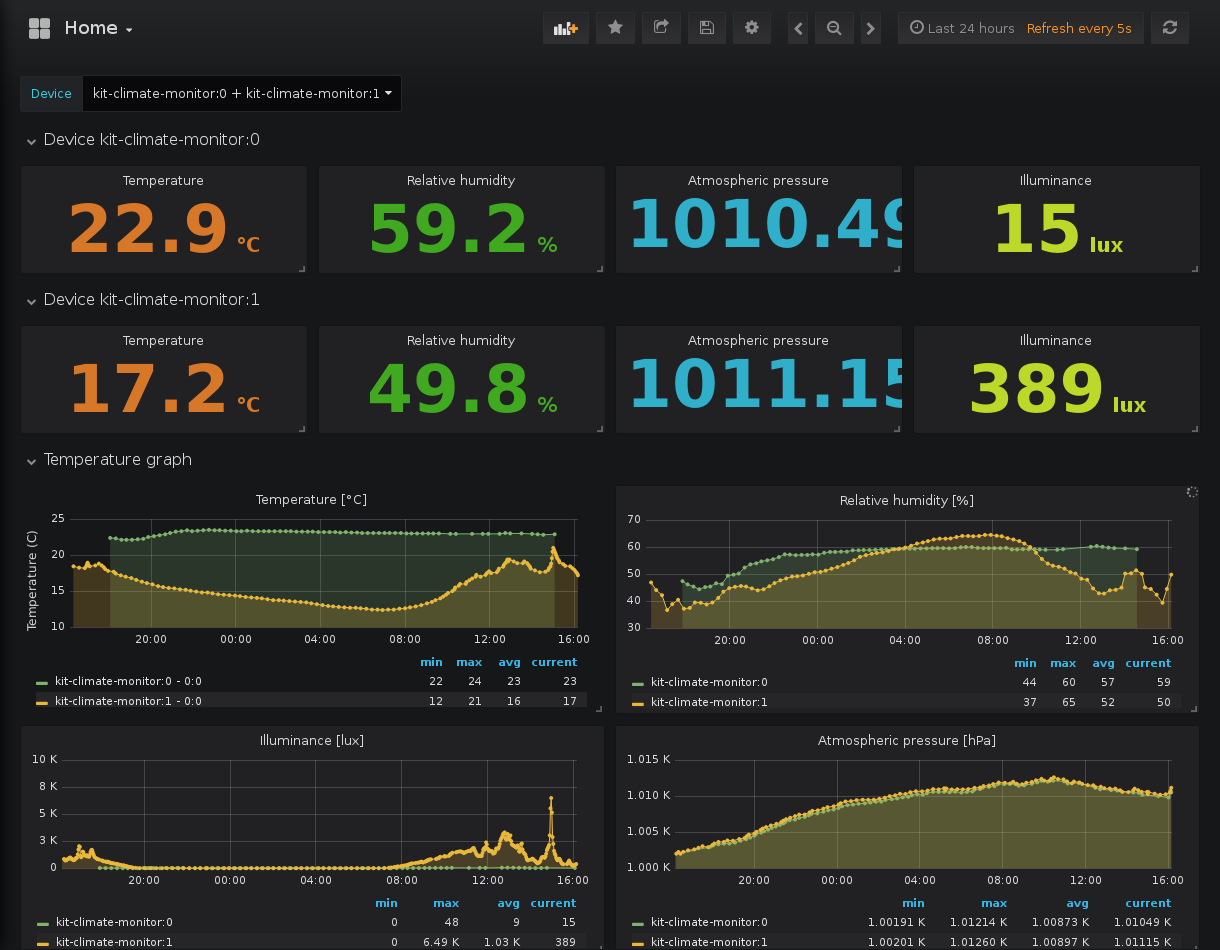 Home
Last 24 hours Refresh every 5s
Device kit-climate-monitor:0 + kit-climate-monitor:1
Device kit-climate-monitor:0
Temperature Relative humidity Atmospheric pressure Illuminance
22.9 °C 59.2 % 1010.49 15 lux
Device kit-climate-monitor:1
Temperature Relative humidity Atmospheric pressure Illuminance
17.2 °C 49.8 % 1011.15 389 lux
Temperature graph
Temperature [°C]
Temperature (C)
25
20
15
10
20:00 00:00 04:00 08:00 12:00 16:00
min max avg current
kit-climate-monitor:0 - 0:0 22 24 23 23
kit-climate-monitor:1 - 0:0 12 21 16 17
Relative humidity [%]
70
60
50
40
30
20:00 00:00 04:00 08:00 12:00 16:00
min max avg current
kit-climate-monitor:0 44 60 57 59
kit-climate-monitor:1 37 65 52 50
Illuminance [lux]
10 K
8 K
5 K
3 K
0
20:00 00:00 04:00 08:00 12:00 16:00
min max avg current
kit-climate-monitor:0 0 48 9 15
kit-climate-monitor:1 0 6.49 K 1.03 K 389
Atmospheric pressure [hPa]
1.015 K
1.010 K
1.005 K
1.000 K
20:00 00:00 04:00 08:00 12:00 16:00
min max avg current
kit-climate-monitor:0 1.00191 K 1.01214 K 1.00873 K 1.01049 K
kit-climate-monitor:1 1.00201 K 1.01260 K 1.00897 K 1.01115 K